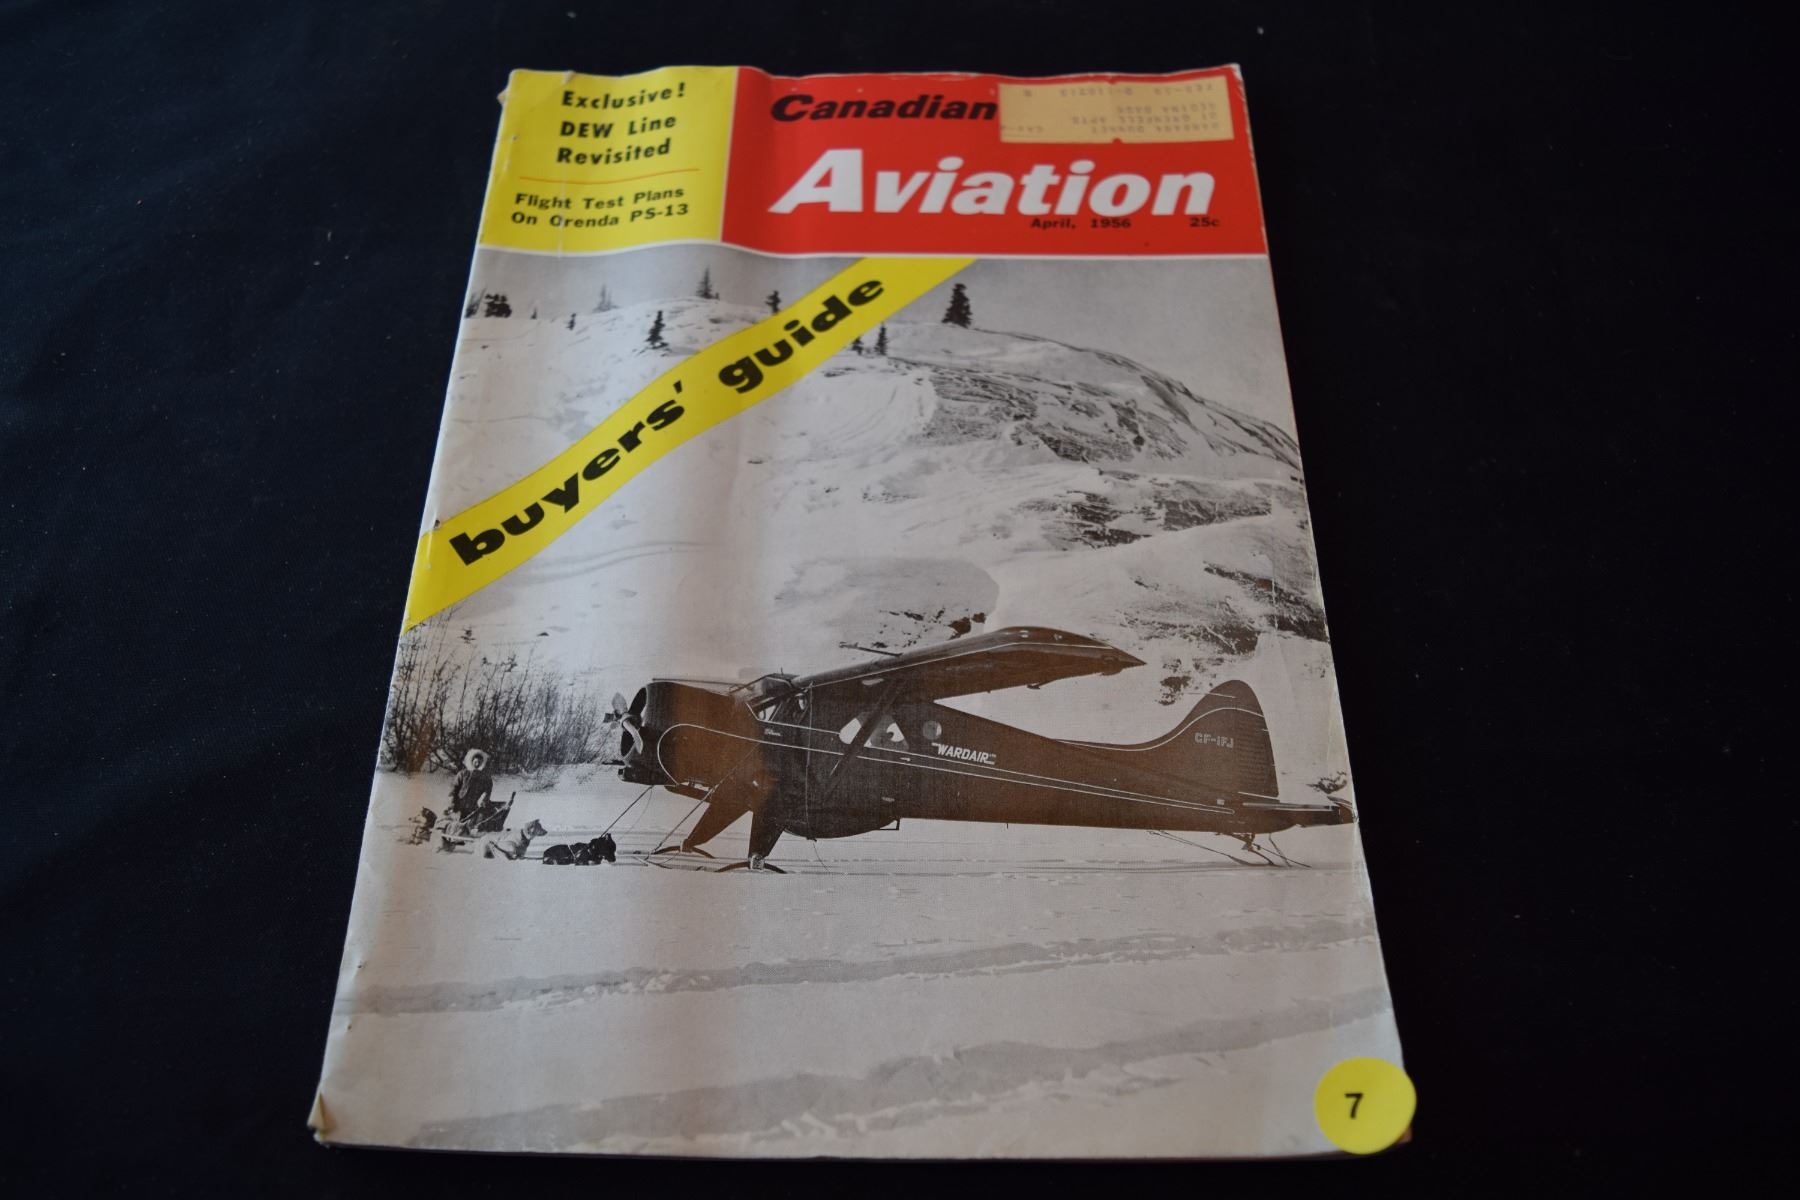 Exclusive!
DEW Line
Revisited
Flight Test Plans
On Orenda PS-13
Canadian
Aviation
April, 1956 25c
buyers' guide
WARDAIR
CF-IFJ
7